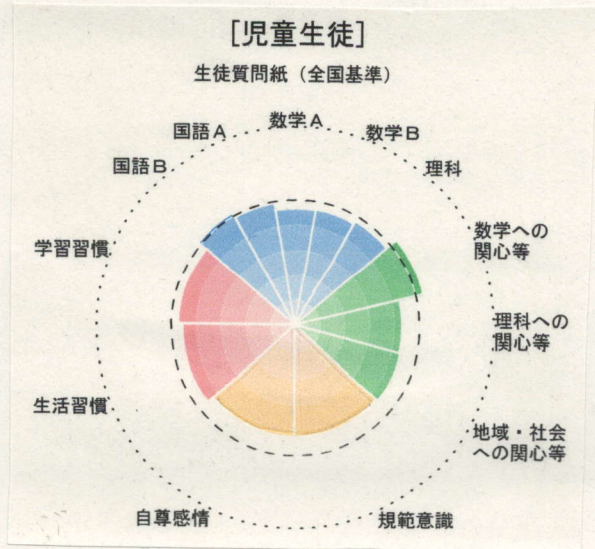 [児童生徒]
生徒質問紙（全国基準）
数学A
国語A
数学B
国語B
理科
学習習慣
数学への
関心等
理科への
関心等
生活習慣
地域・社会
への関心等
自尊感情
規範意識